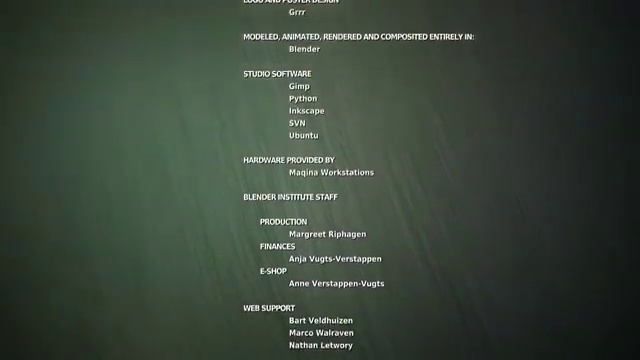 LOGO AND POSTER DESIGN
Grrr
MODELED, ANIMATED, RENDERED AND COMPOSITED ENTIRELY IN:
Blender
STUDIO SOFTWARE
Gimp
Python
Inkscape
SVN
Ubuntu
HARDWARE PROVIDED BY
Maqina Workstations
BLENDER INSTITUTE STAFF
PRODUCTION
Margreet Riphagen
FINANCES
Anja Vugts-Verstappen
E-SHOP
Anne Verstappen-Vugts
WEB SUPPORT
Bart Veldhuizen
Marco Walraven
Nathan Letwory